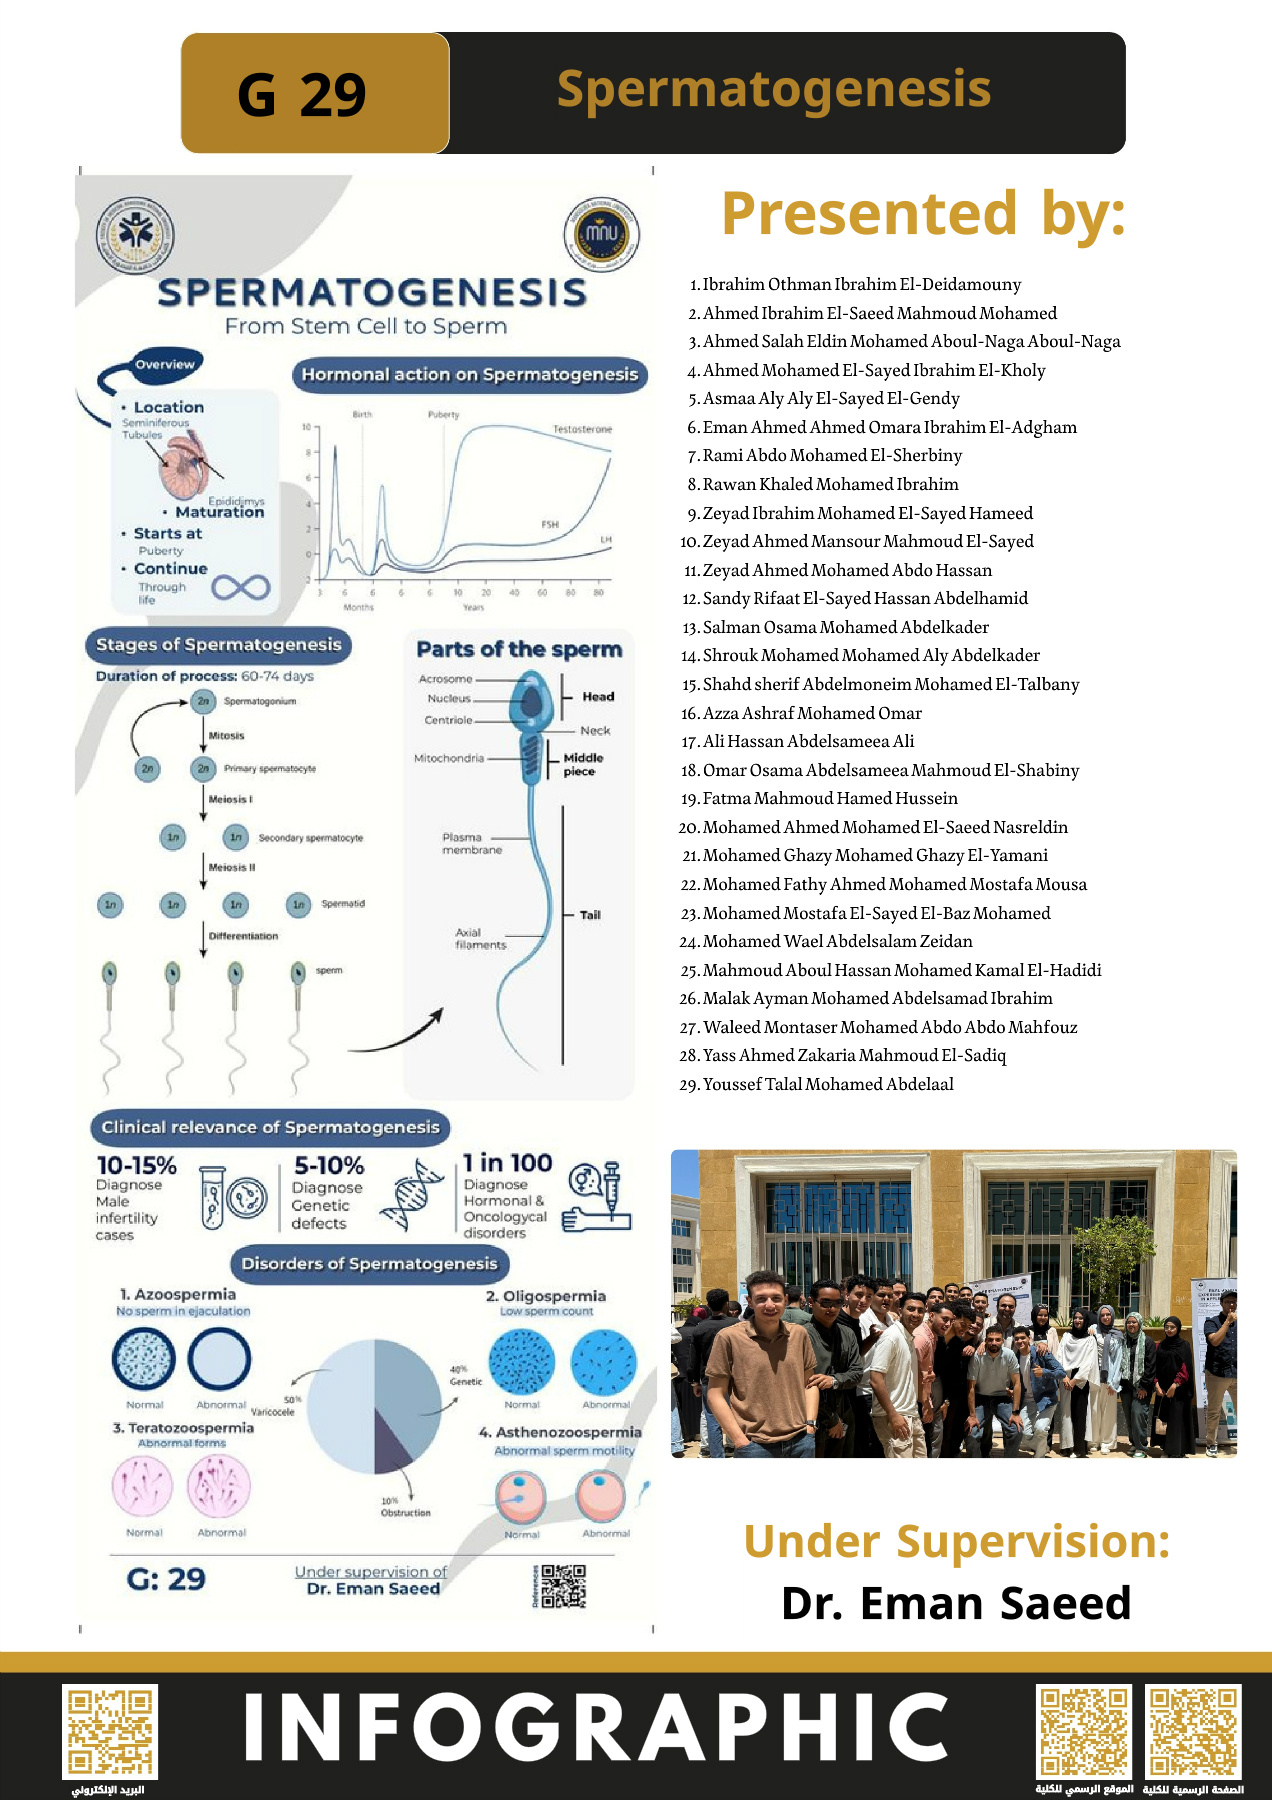 G 29
Spermatogenesis
MNU
SPERMATOGENESIS
From Stem Cell to Sperm
Overview
• Location
Seminiferous
Tubules
Epididimys
• Maturation
• Starts at
Puberty
• Continue
Through
life
Hormonal action on Spermatogenesis
Birth
Puberty
Testosterone
FSH
LH
10
8
6
4
2
0
2
3
6
6
6
6
10
20
40
60
80
80
Months
Years
Stages of Spermatogenesis
Duration of process: 60-74 days
2n Spermatogonium
Mitosis
2n 2n Primary spermatocyte
Meiosis I
1n 1n Secondary spermatocyte
Meiosis II
1n 1n 1n 1n Spermatid
Differentiation
sperm
Parts of the sperm
Acrosome
Nucleus
Head
Centriole
Neck
Mitochondria
Middle
piece
Plasma
membrane
Tail
Axial
filaments
Clinical relevance of Spermatogenesis
10-15%
Diagnose
Male
infertility
cases
5-10%
Diagnose
Genetic
defects
1 in 100
Diagnose
Hormonal &
Oncologycal
disorders
Disorders of Spermatogenesis
1. Azoospermia
No sperm in ejaculation
Normal Abnormal
2. Oligospermia
Low sperm count
Normal Abnormal
50%
Varicocele
40%
Genetic
10%
Obstruction
3. Teratozoospermia
Abnormal forms
Normal Abnormal
4. Asthenozoospermia
Abnormal sperm motility
Normal Abnormal
G: 29
Under supervision of
Dr. Eman Saeed
References
Presented by:
1. Ibrahim Othman Ibrahim El-Deidamouny
2. Ahmed Ibrahim El-Saeed Mahmoud Mohamed
3. Ahmed Salah Eldin Mohamed Aboul-Naga Aboul-Naga
4. Ahmed Mohamed El-Sayed Ibrahim El-Kholy
5. Asmaa Aly Aly El-Sayed El-Gendy
6. Eman Ahmed Ahmed Omara Ibrahim El-Adgham
7. Rami Abdo Mohamed El-Sherbiny
8. Rawan Khaled Mohamed Ibrahim
9. Zeyad Ibrahim Mohamed El-Sayed Hameed
10. Zeyad Ahmed Mansour Mahmoud El-Sayed
11. Zeyad Ahmed Mohamed Abdo Hassan
12. Sandy Rifaat El-Sayed Hassan Abdelhamid
13. Salman Osama Mohamed Abdelkader
14. Shrouk Mohamed Mohamed Aly Abdelkader
15. Shahd sherif Abdelmoneim Mohamed El-Talbany
16. Azza Ashraf Mohamed Omar
17. Ali Hassan Abdelsameea Ali
18. Omar Osama Abdelsameea Mahmoud El-Shabiny
19. Fatma Mahmoud Hamed Hussein
20. Mohamed Ahmed Mohamed El-Saeed Nasreldin
21. Mohamed Ghazy Mohamed Ghazy El-Yamani
22. Mohamed Fathy Ahmed Mohamed Mostafa Mousa
23. Mohamed Mostafa El-Sayed El-Baz Mohamed
24. Mohamed Wael Abdelsalam Zeidan
25. Mahmoud Aboul Hassan Mohamed Kamal El-Hadidi
26. Malak Ayman Mohamed Abdelsamad Ibrahim
27. Waleed Montaser Mohamed Abdo Abdo Mahfouz
28. Yass Ahmed Zakaria Mahmoud El-Sadiq
29. Youssef Talal Mohamed Abdelaal
Under Supervision:
Dr. Eman Saeed
INFOGRAPHIC
البريد الإلكتروني
الموقع الرسمي للكلية
الصفحة الرسمية للكلية